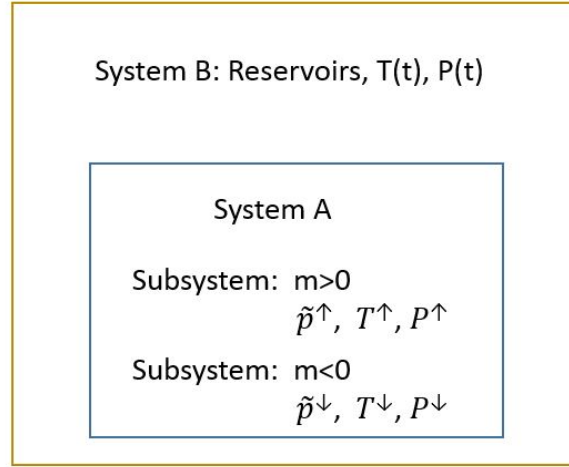 System B: Reservoirs, T(t), P(t)
System A
Subsystem: m>0
p̃↑, T↑, P↑
Subsystem: m<0
p̃↓, T↓, P↓